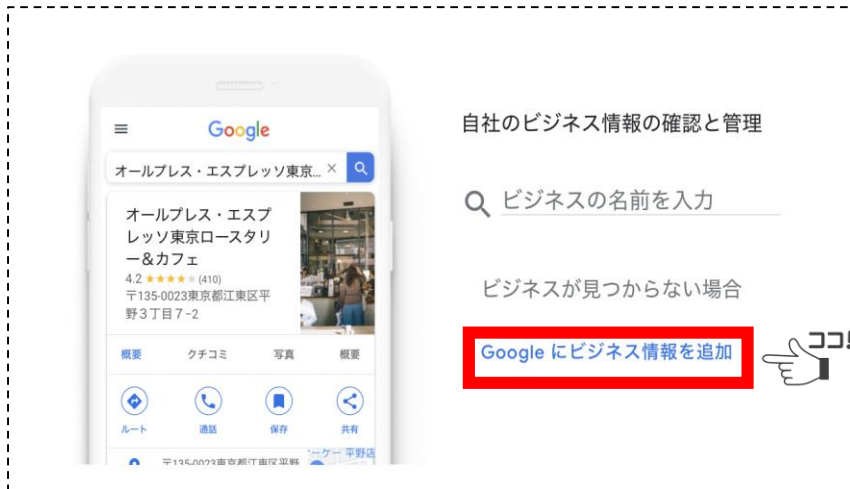 Google
オールプレス・エスプレッソ東京... ×
オールプレス・エスプ
レッソ東京ロースタリ
ー&カフェ
4.2 ★★★★★ (410)
〒135-0023東京都江東区平
野3丁目7-2
概要 クチコミ 写真 概要
ルート 通話 保存 共有
〒135-0023東京都江東区平野
ーケー 平野店
自社のビジネス情報の確認と管理
ビジネスの名前を入力
ビジネスが見つからない場合
Google にビジネス情報を追加
ココ!